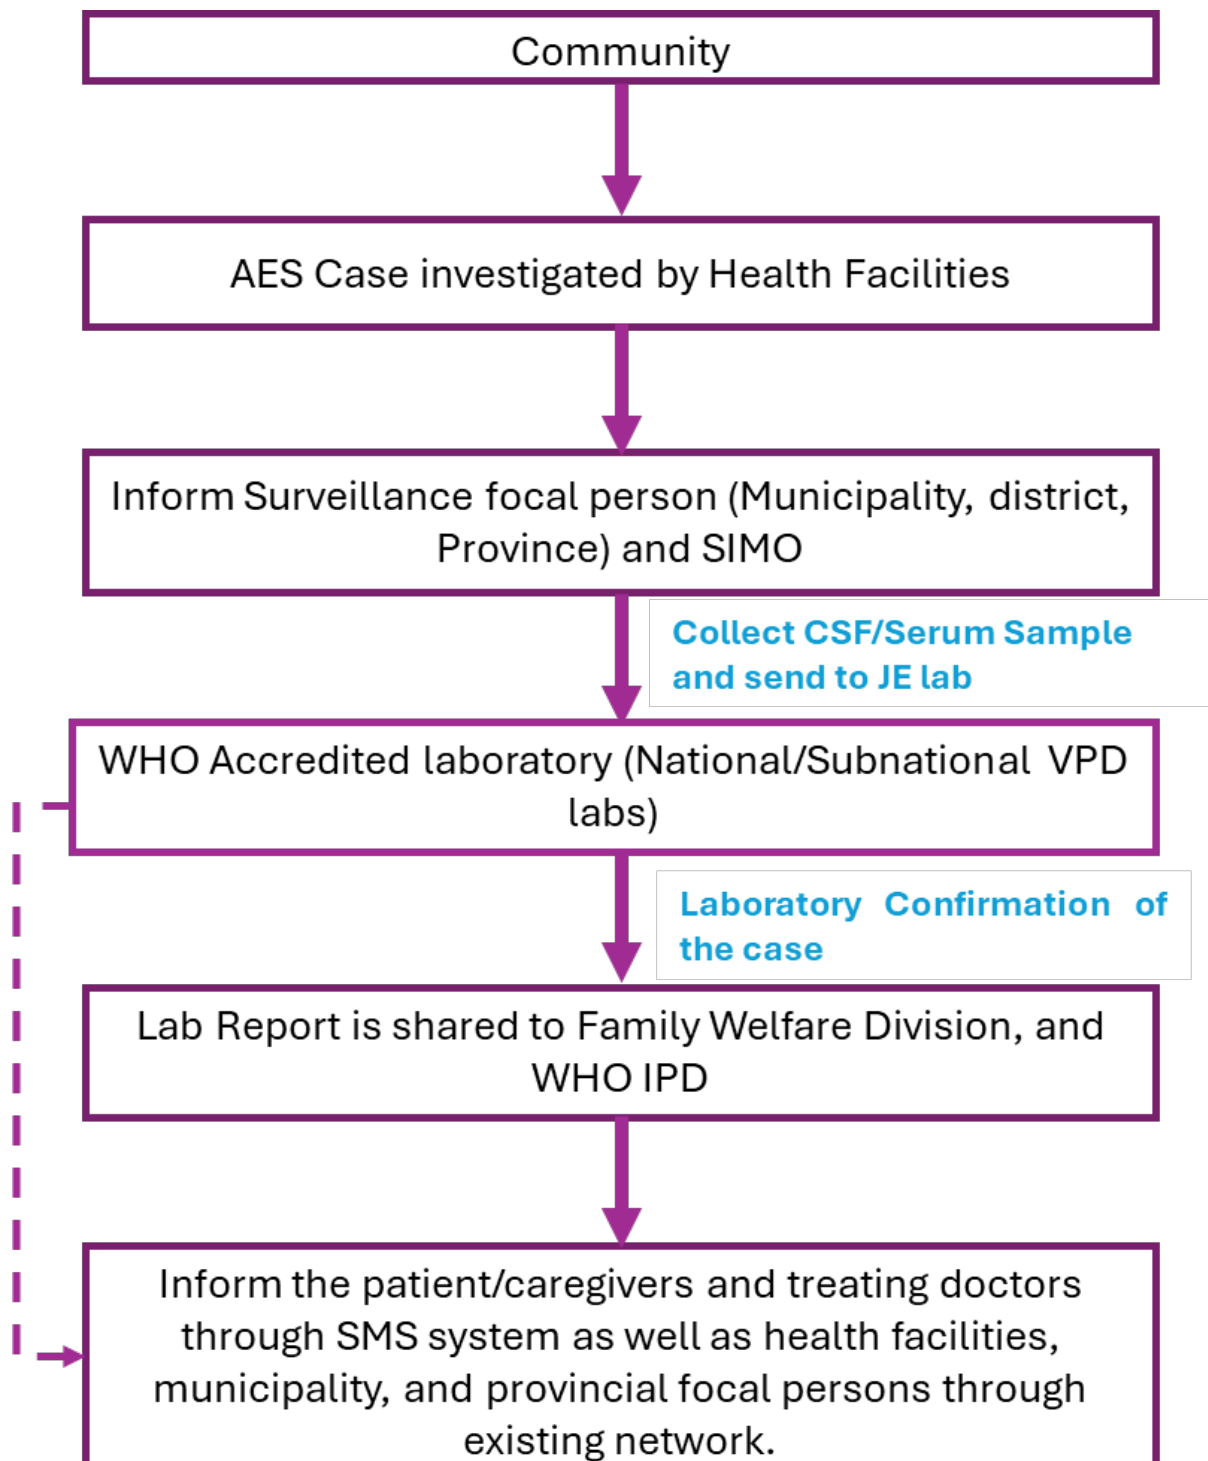 Community
AES Case investigated by Health Facilities
Inform Surveillance focal person (Municipality, district,
Province) and SIMO
Collect CSF/Serum Sample
and send to JE lab
WHO Accredited laboratory (National/Subnational VPD
labs)
Laboratory Confirmation of
the case
Lab Report is shared to Family Welfare Division, and
WHO IPD
Inform the patient/caregivers and treating doctors
through SMS system as well as health facilities,
municipality, and provincial focal persons through
existing network.